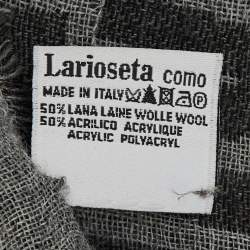 Larioseta como
MADE IN ITALY
50% LANA LAINE WOLLE WOOL
50% ACRILICO ACRYLIQUE
ACRYLIC POLYACRYL